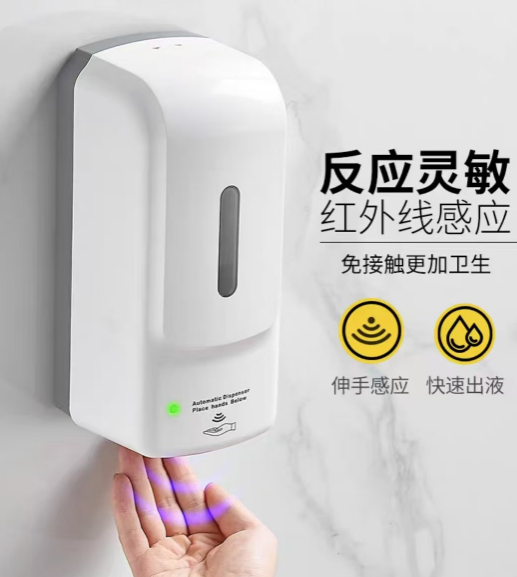 反应灵敏
红外线感应
免接触更加卫生
伸手感应 快速出液
Automatic Dispenser
Place hands Below